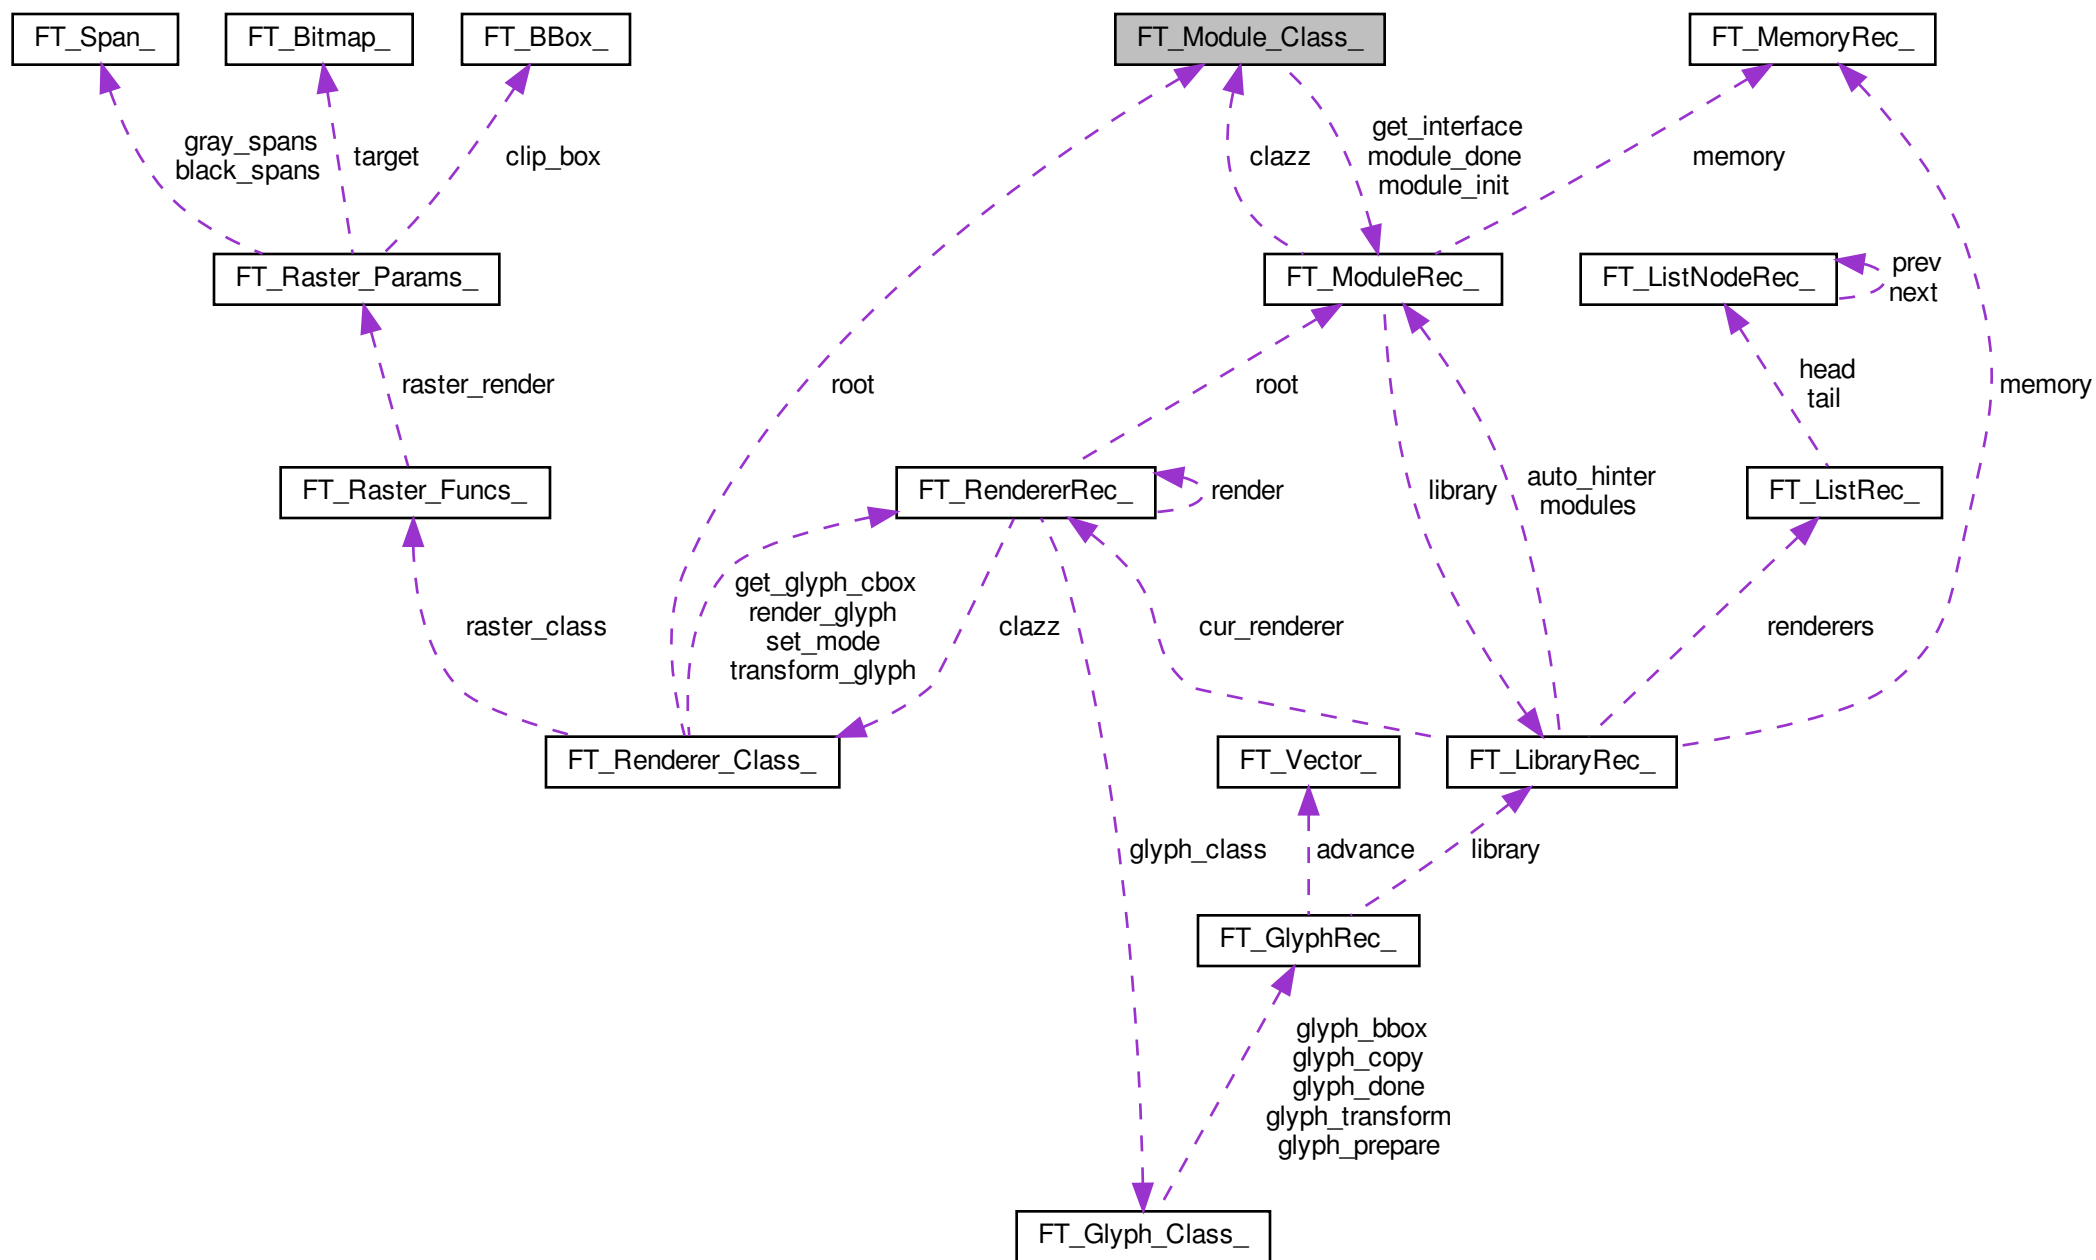 FT_Span_
FT_Bitmap_
FT_BBox_
FT_Module_Class_
FT_MemoryRec_
gray_spans
black_spans
target
clip_box
clazz
get_interface
module_done
module_init
memory
FT_Raster_Params_
FT_ModuleRec_
FT_ListNodeRec_
prev
next
raster_render
root
root
head
tail
memory
FT_Raster_Funcs_
FT_RendererRec_
render
library
auto_hinter
modules
FT_ListRec_
raster_class
get_glyph_cbox
render_glyph
set_mode
transform_glyph
clazz
cur_renderer
renderers
FT_Renderer_Class_
FT_Vector_
FT_LibraryRec_
glyph_class
advance
library
FT_GlyphRec_
glyph_bbox
glyph_copy
glyph_done
glyph_transform
glyph_prepare
FT_Glyph_Class_